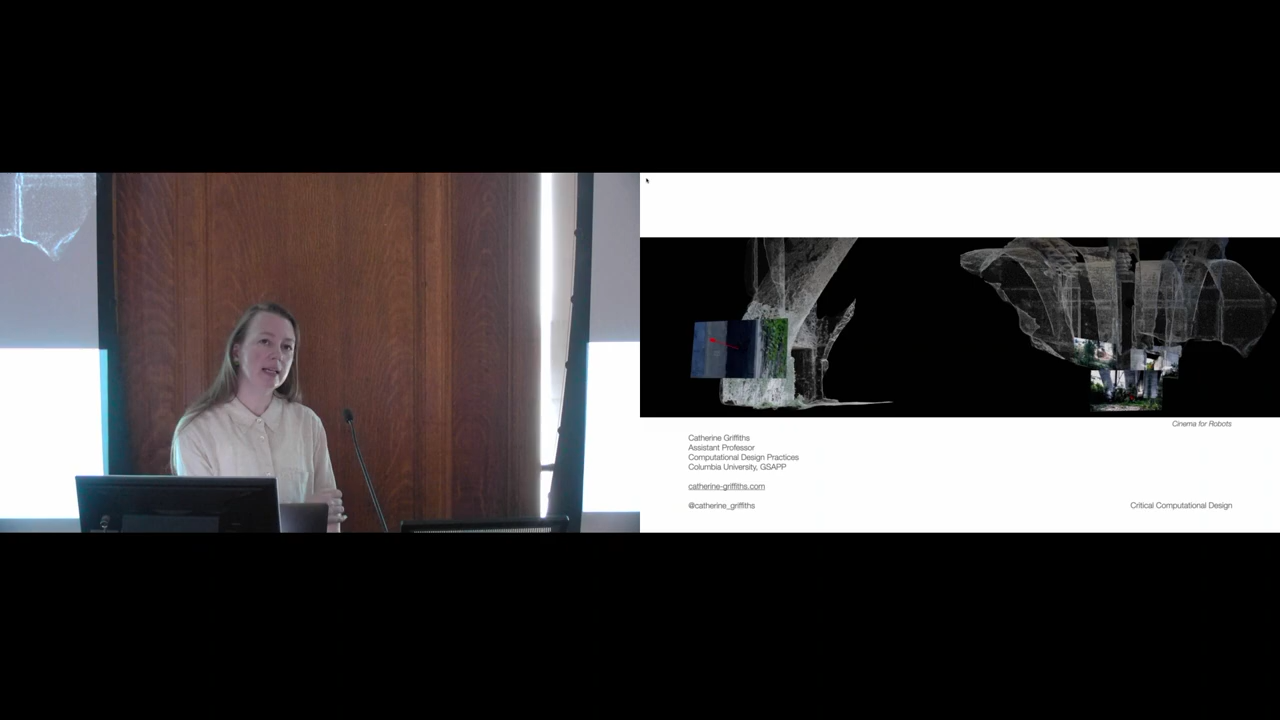 Cinema for Robots
Catherine Griffiths
Assistant Professor
Computational Design Practices
Columbia University, GSAPP
catherine-griffiths.com
@catherine_griffiths
Critical Computational Design